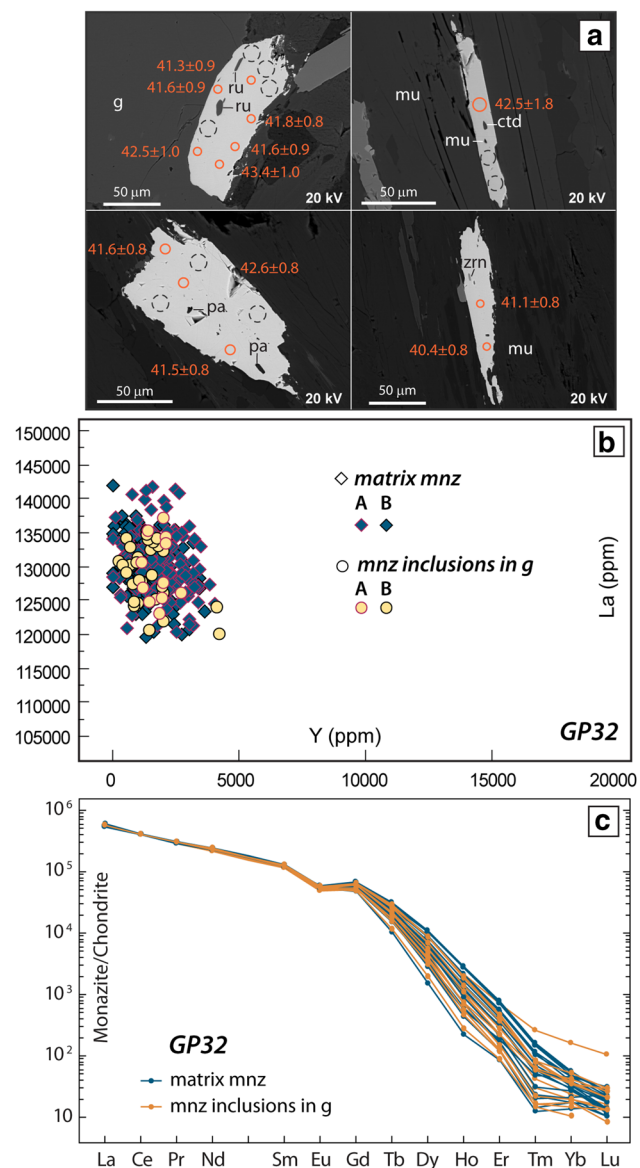 a
41.3±0.9
41.6±0.9
g
ru
ru
41.8±0.8
42.5±1.0
41.6±0.9
43.4±1.0
50 μm
20 kV
mu
42.5±1.8
ctd
mu
50 μm
20 kV
41.6±0.8
42.6±0.8
pa
pa
41.5±0.8
50 μm
20 kV
zrn
41.1±0.8
40.4±0.8
mu
50 μm
20 kV
b
150000
145000
140000
135000
130000
125000
120000
115000
110000
105000
matrix mnz
A B
mnz inclusions in g
A B
La (ppm)
Y (ppm)
GP32
0 5000 10000 15000 20000
c
10⁶
10⁵
10⁴
10³
10²
10
Monazite/Chondrite
GP32
matrix mnz
mnz inclusions in g
La Ce Pr Nd Sm Eu Gd Tb Dy Ho Er Tm Yb Lu